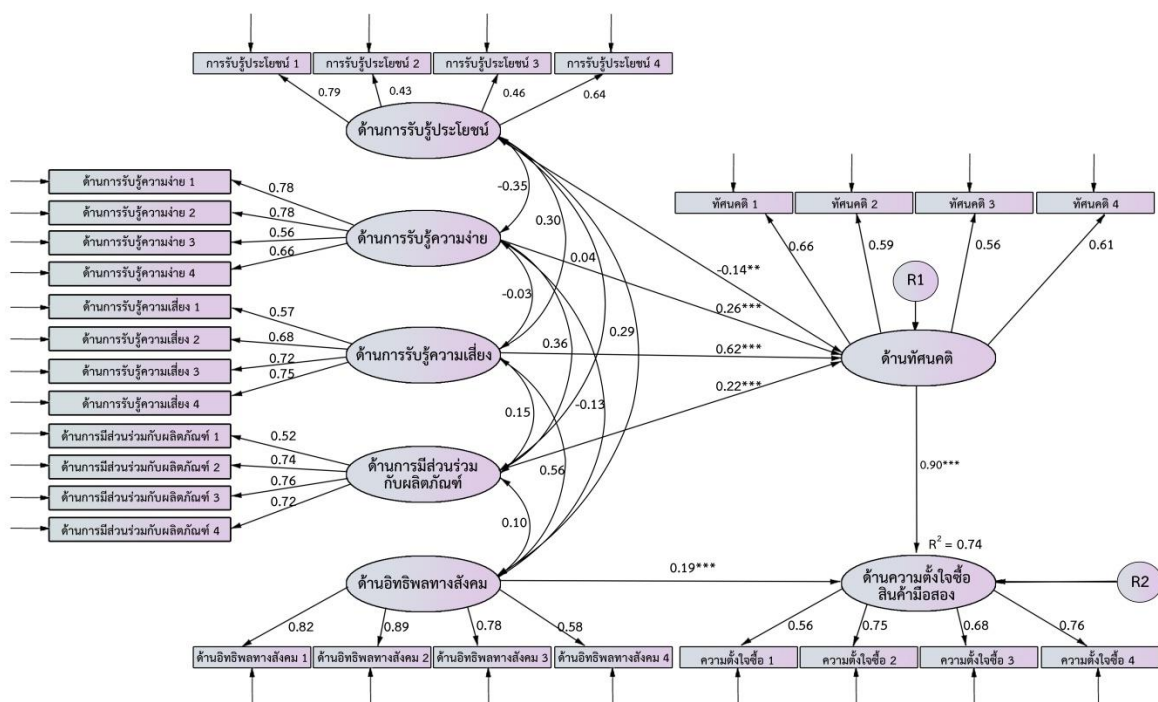 การรับรู้ประโยชน์ 1
การรับรู้ประโยชน์ 2
การรับรู้ประโยชน์ 3
การรับรู้ประโยชน์ 4
0.79
0.43
0.46
0.64
ด้านการรับรู้ประโยชน์
ด้านการรับรู้ความง่าย 1
ด้านการรับรู้ความง่าย 2
ด้านการรับรู้ความง่าย 3
ด้านการรับรู้ความง่าย 4
0.78
0.78
0.56
0.66
ด้านการรับรู้ความง่าย
-0.35
0.30
0.04
-0.03
0.36
0.29
ทัศนคติ 1
ทัศนคติ 2
ทัศนคติ 3
ทัศนคติ 4
0.66
0.59
0.56
0.61
-0.14**
0.26***
0.62***
0.22***
R1
ด้านทัศนคติ
ด้านการรับรู้ความเสี่ยง 1
ด้านการรับรู้ความเสี่ยง 2
ด้านการรับรู้ความเสี่ยง 3
ด้านการรับรู้ความเสี่ยง 4
0.57
0.68
0.72
0.75
ด้านการรับรู้ความเสี่ยง
0.15
-0.13
0.56
ด้านการมีส่วนร่วมกับผลิตภัณฑ์ 1
ด้านการมีส่วนร่วมกับผลิตภัณฑ์ 2
ด้านการมีส่วนร่วมกับผลิตภัณฑ์ 3
ด้านการมีส่วนร่วมกับผลิตภัณฑ์ 4
0.52
0.74
0.76
0.72
ด้านการมีส่วนร่วม
กับผลิตภัณฑ์
0.10
0.90***
R² = 0.74
ด้านอิทธิพลทางสังคม
0.19***
ด้านความตั้งใจซื้อ
สินค้ามือสอง
R2
0.82
0.89
0.78
0.58
0.56
0.75
0.68
0.76
ด้านอิทธิพลทางสังคม 1
ด้านอิทธิพลทางสังคม 2
ด้านอิทธิพลทางสังคม 3
ด้านอิทธิพลทางสังคม 4
ความตั้งใจซื้อ 1
ความตั้งใจซื้อ 2
ความตั้งใจซื้อ 3
ความตั้งใจซื้อ 4